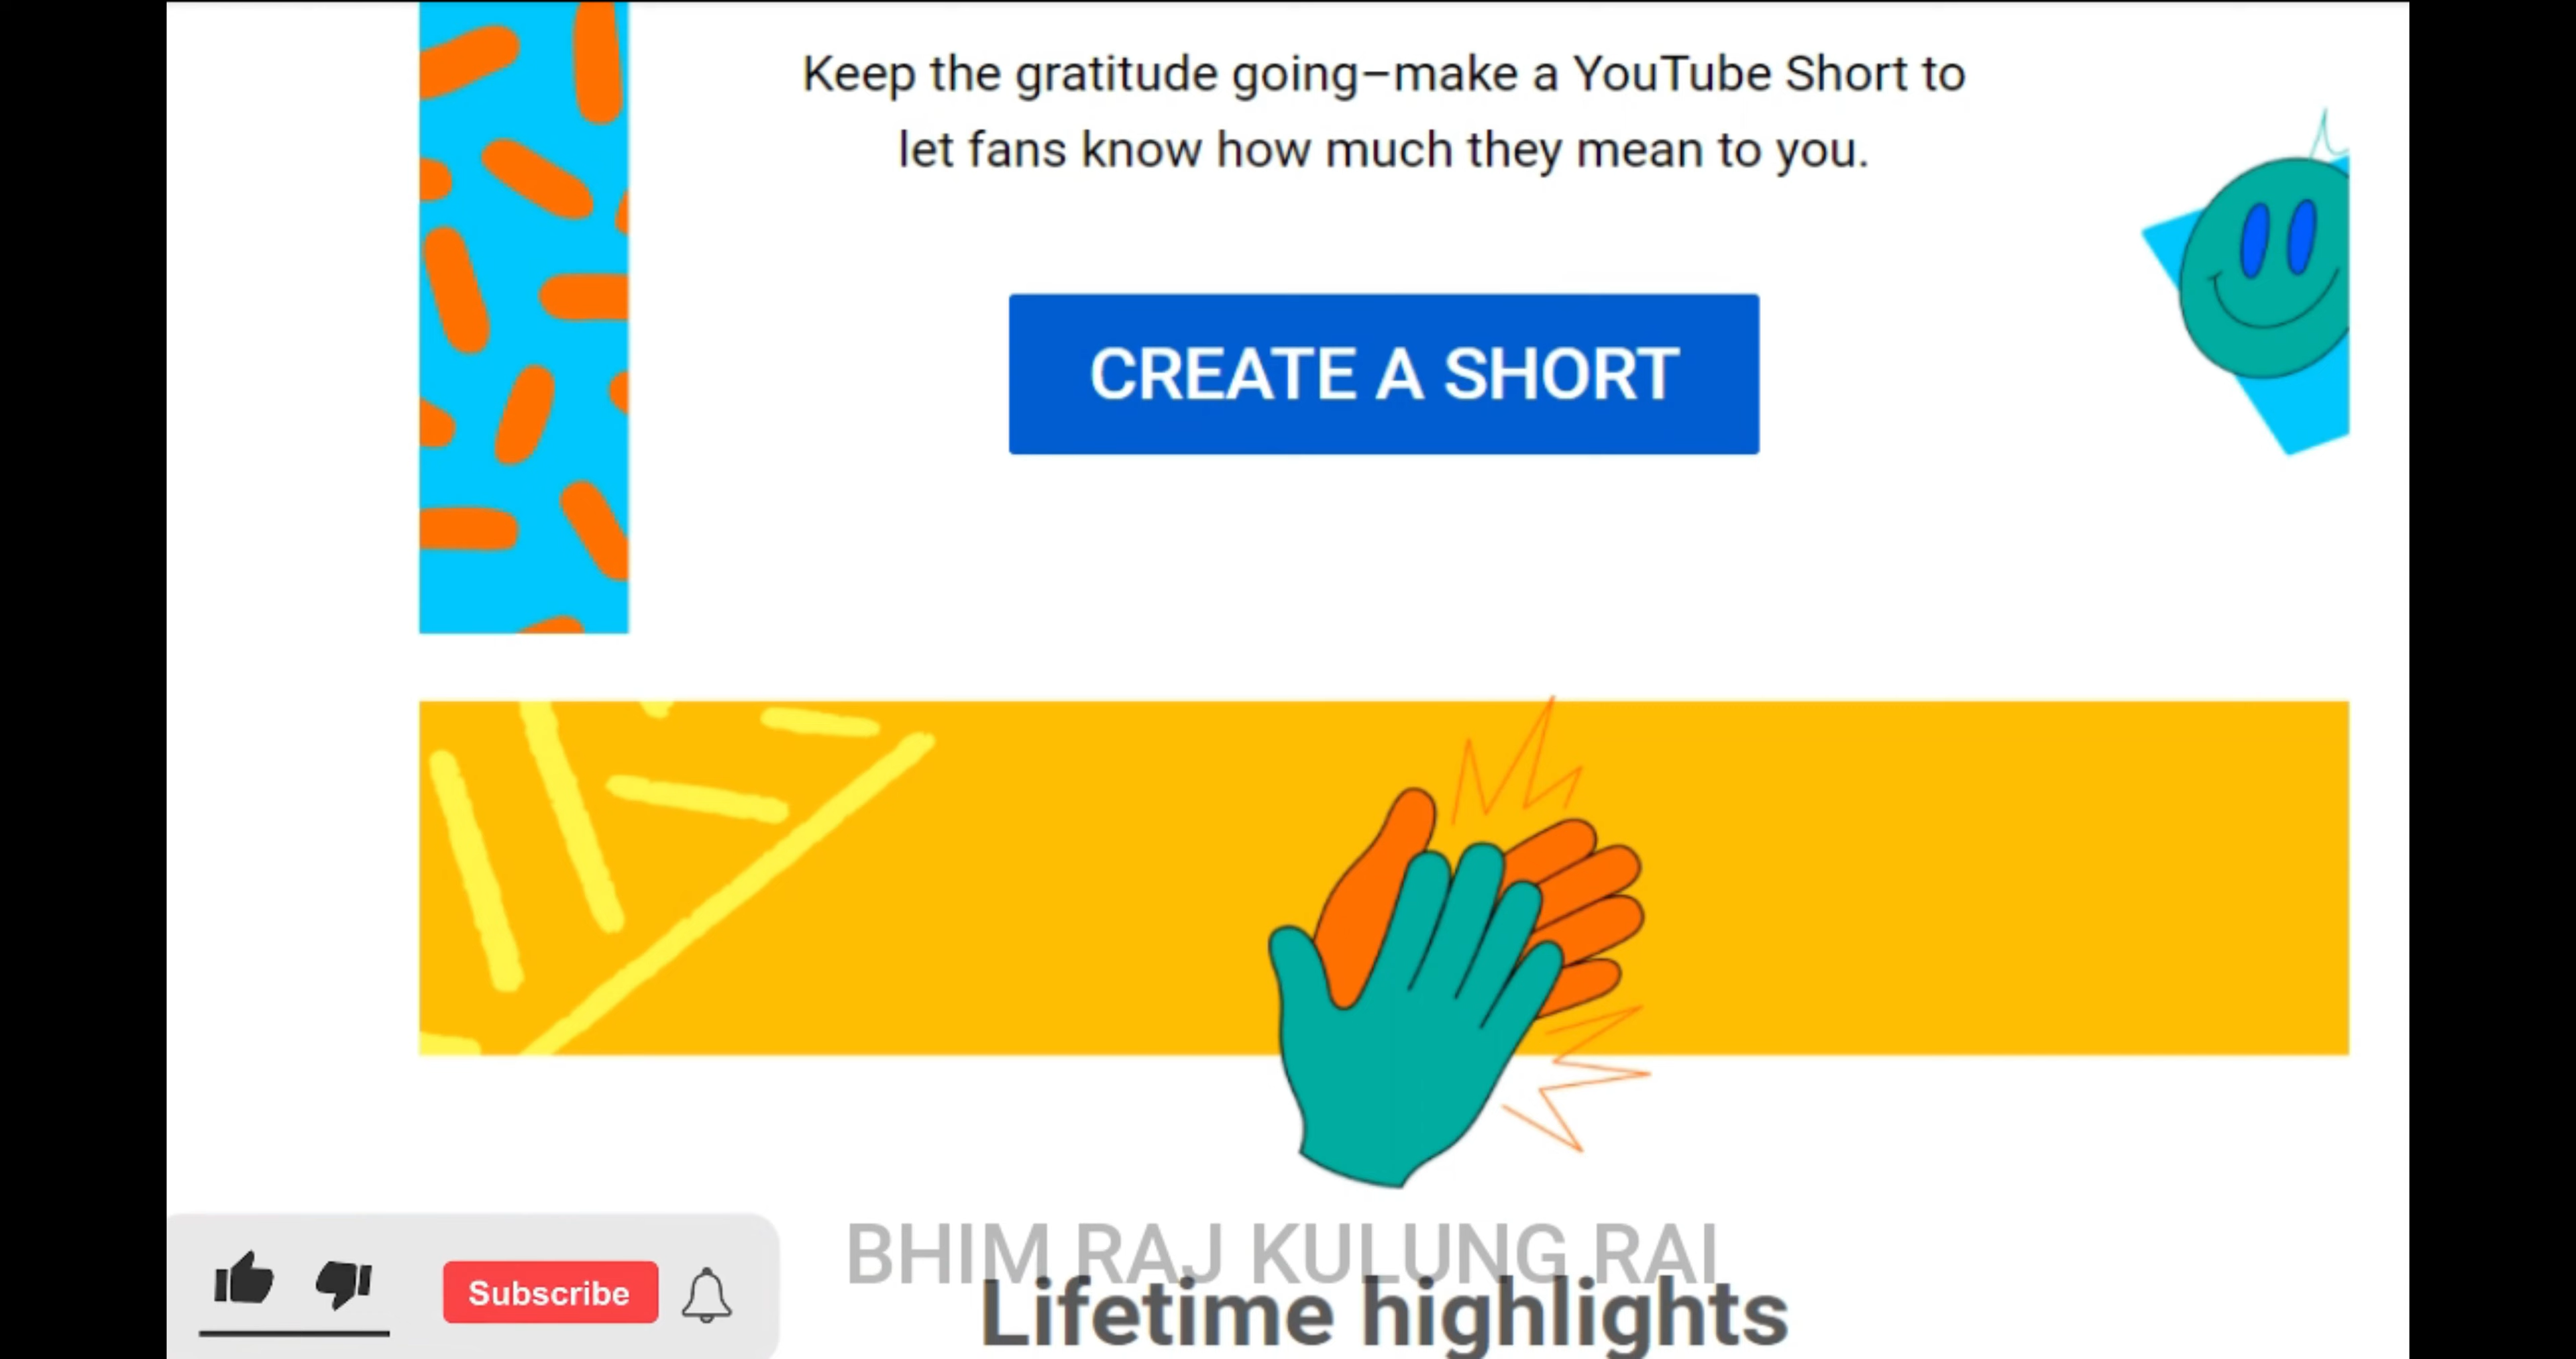 Keep the gratitude going–make a YouTube Short to
let fans know how much they mean to you.
CREATE A SHORT
BHIM RAJ KULUNG RAI
Subscribe
Lifetime highlights